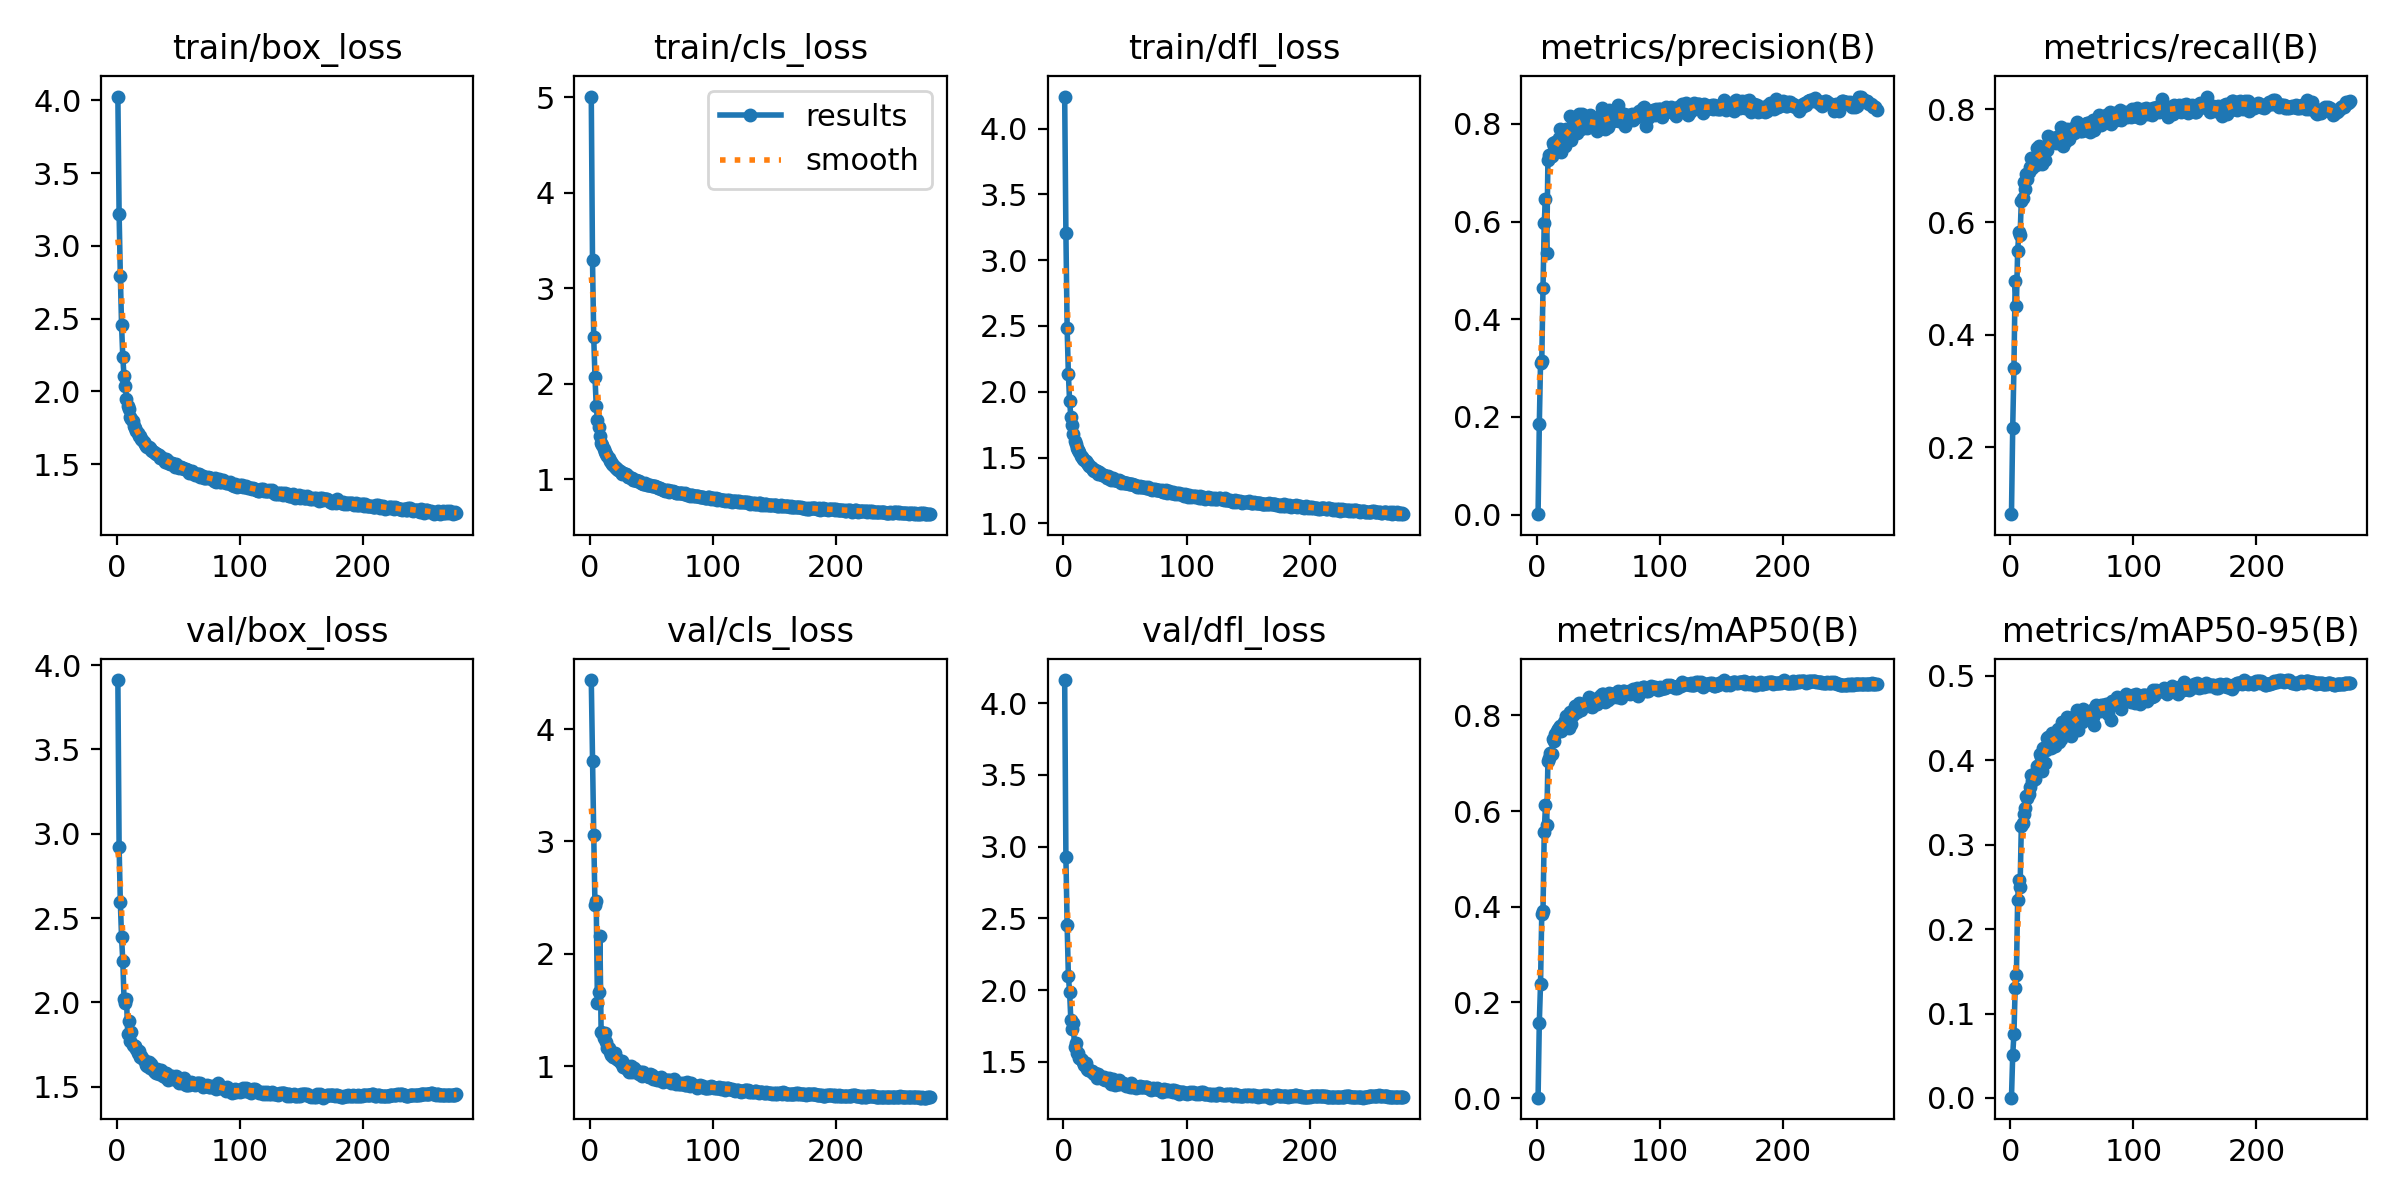 train/box_loss
4.0
3.5
3.0
2.5
2.0
1.5
0 100 200
train/cls_loss
results
smooth
5
4
3
2
1
0 100 200
train/dfl_loss
4.0
3.5
3.0
2.5
2.0
1.5
1.0
0 100 200
metrics/precision(B)
0.8
0.6
0.4
0.2
0.0
0 100 200
metrics/recall(B)
0.8
0.6
0.4
0.2
0 100 200
val/box_loss
4.0
3.5
3.0
2.5
2.0
1.5
0 100 200
val/cls_loss
4
3
2
1
0 100 200
val/dfl_loss
4.0
3.5
3.0
2.5
2.0
1.5
0 100 200
metrics/mAP50(B)
0.8
0.6
0.4
0.2
0.0
0 100 200
metrics/mAP50-95(B)
0.5
0.4
0.3
0.2
0.1
0.0
0 100 200